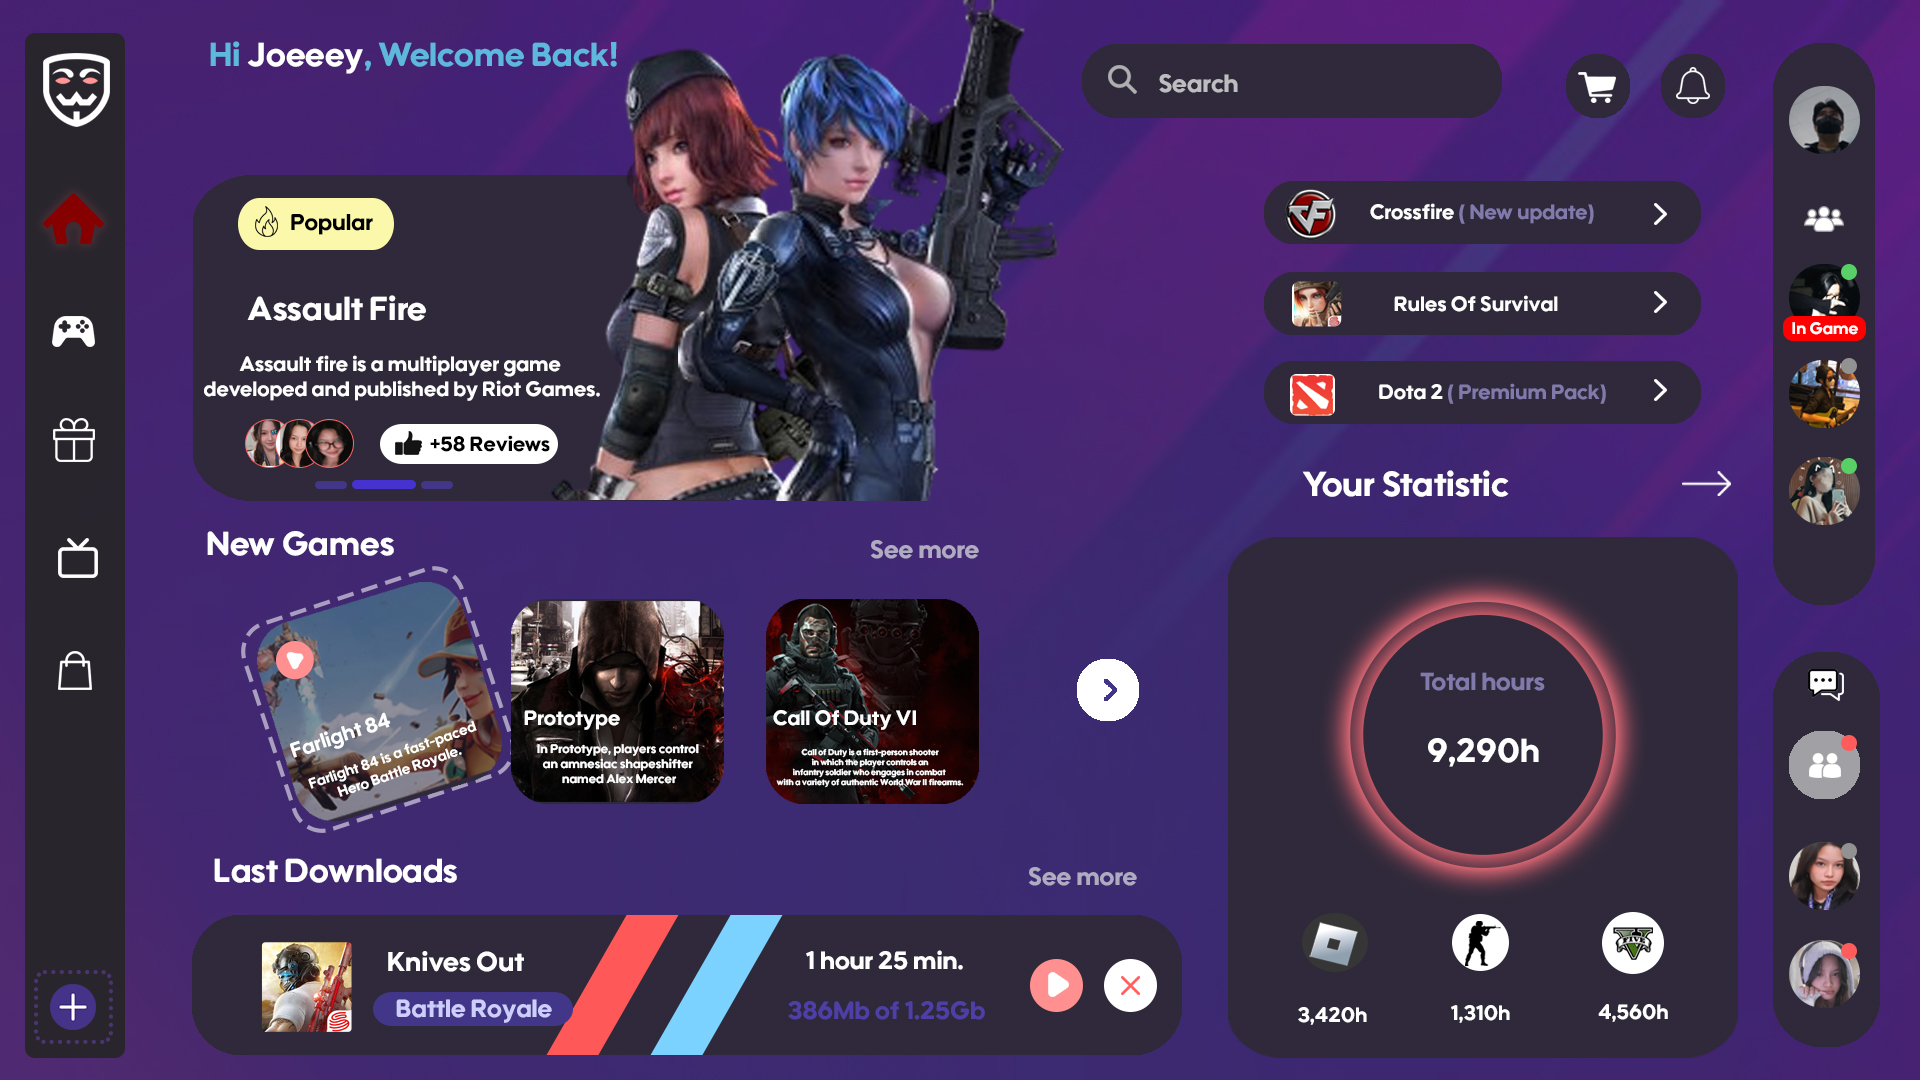 Hi Joeeey, Welcome Back!
Search
Popular
Assault Fire
Assault fire is a multiplayer game
developed and published by Riot Games.
+58 Reviews
Crossfire ( New update)
Rules Of Survival
Dota 2 ( Premium Pack)
In Game
Your Statistic
New Games
See more
Farlight 84
Farlight 84 is a fast-paced
Hero Battle Royale.
Prototype
In Prototype, players control
an amnesiac shapeshifter
named Alex Mercer
Call Of Duty VI
Call of Duty is a first-person shooter
in which the player controls an
infantry soldier who engages in combat
with a variety of authentic World War II firearms.
Total hours
9,290h
3,420h
1,310h
FIVE
4,560h
Last Downloads
See more
Knives Out
Battle Royale
1 hour 25 min.
386Mb of 1.25Gb